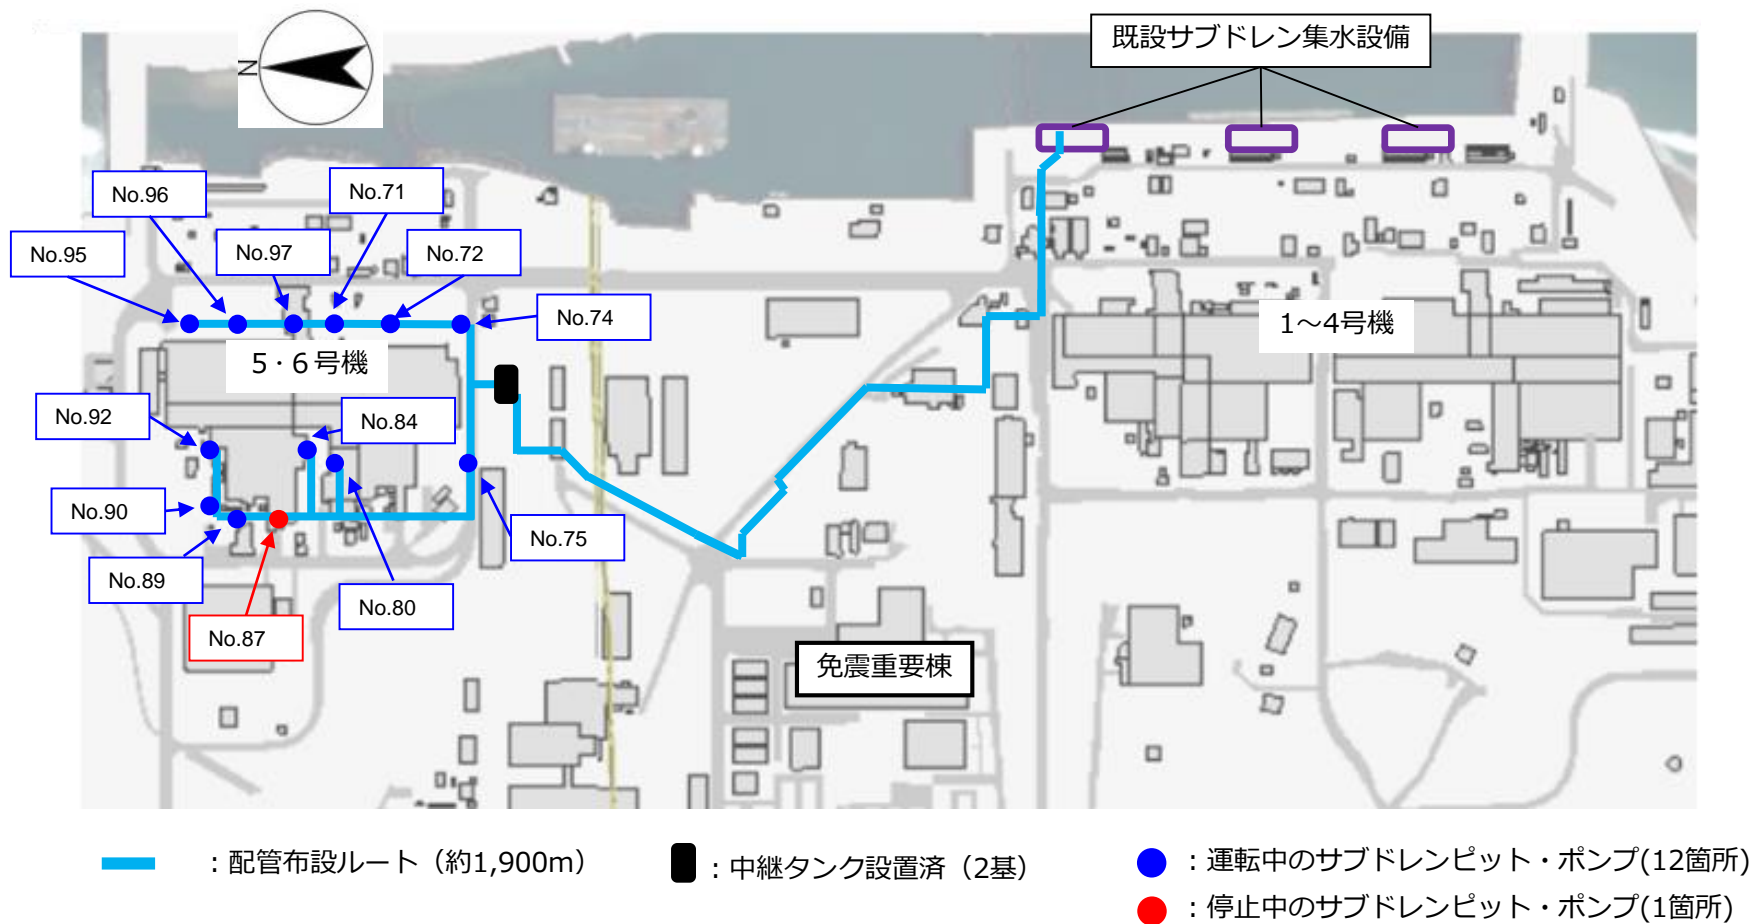 既設サブドレン集水設備
N
No.96
No.71
No.95
No.97
No.72
No.74
1～4号機
5・6号機
No.92
No.84
No.90
No.75
No.89
No.80
No.87
免震重要棟
：配管布設ルート（約1,900m）
：中継タンク設置済（2基）
：運転中のサブドレンピット・ポンプ(12箇所)
：停止中のサブドレンピット・ポンプ(1箇所)